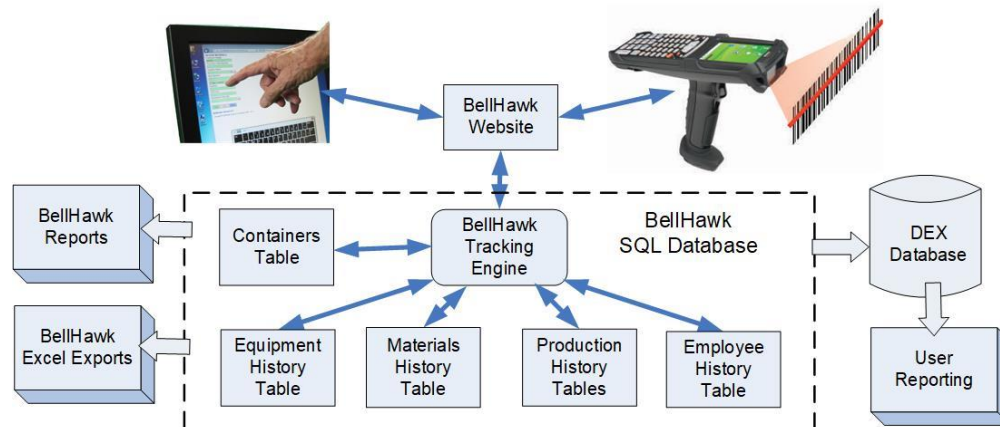 BellHawk
Website
BellHawk
Reports
Containers
Table
BellHawk
Tracking
Engine
BellHawk
SQL Database
DEX
Database
BellHawk
Excel Exports
Equipment
History
Table
Materials
History
Table
Production
History
Tables
Employee
History
Table
User
Reporting